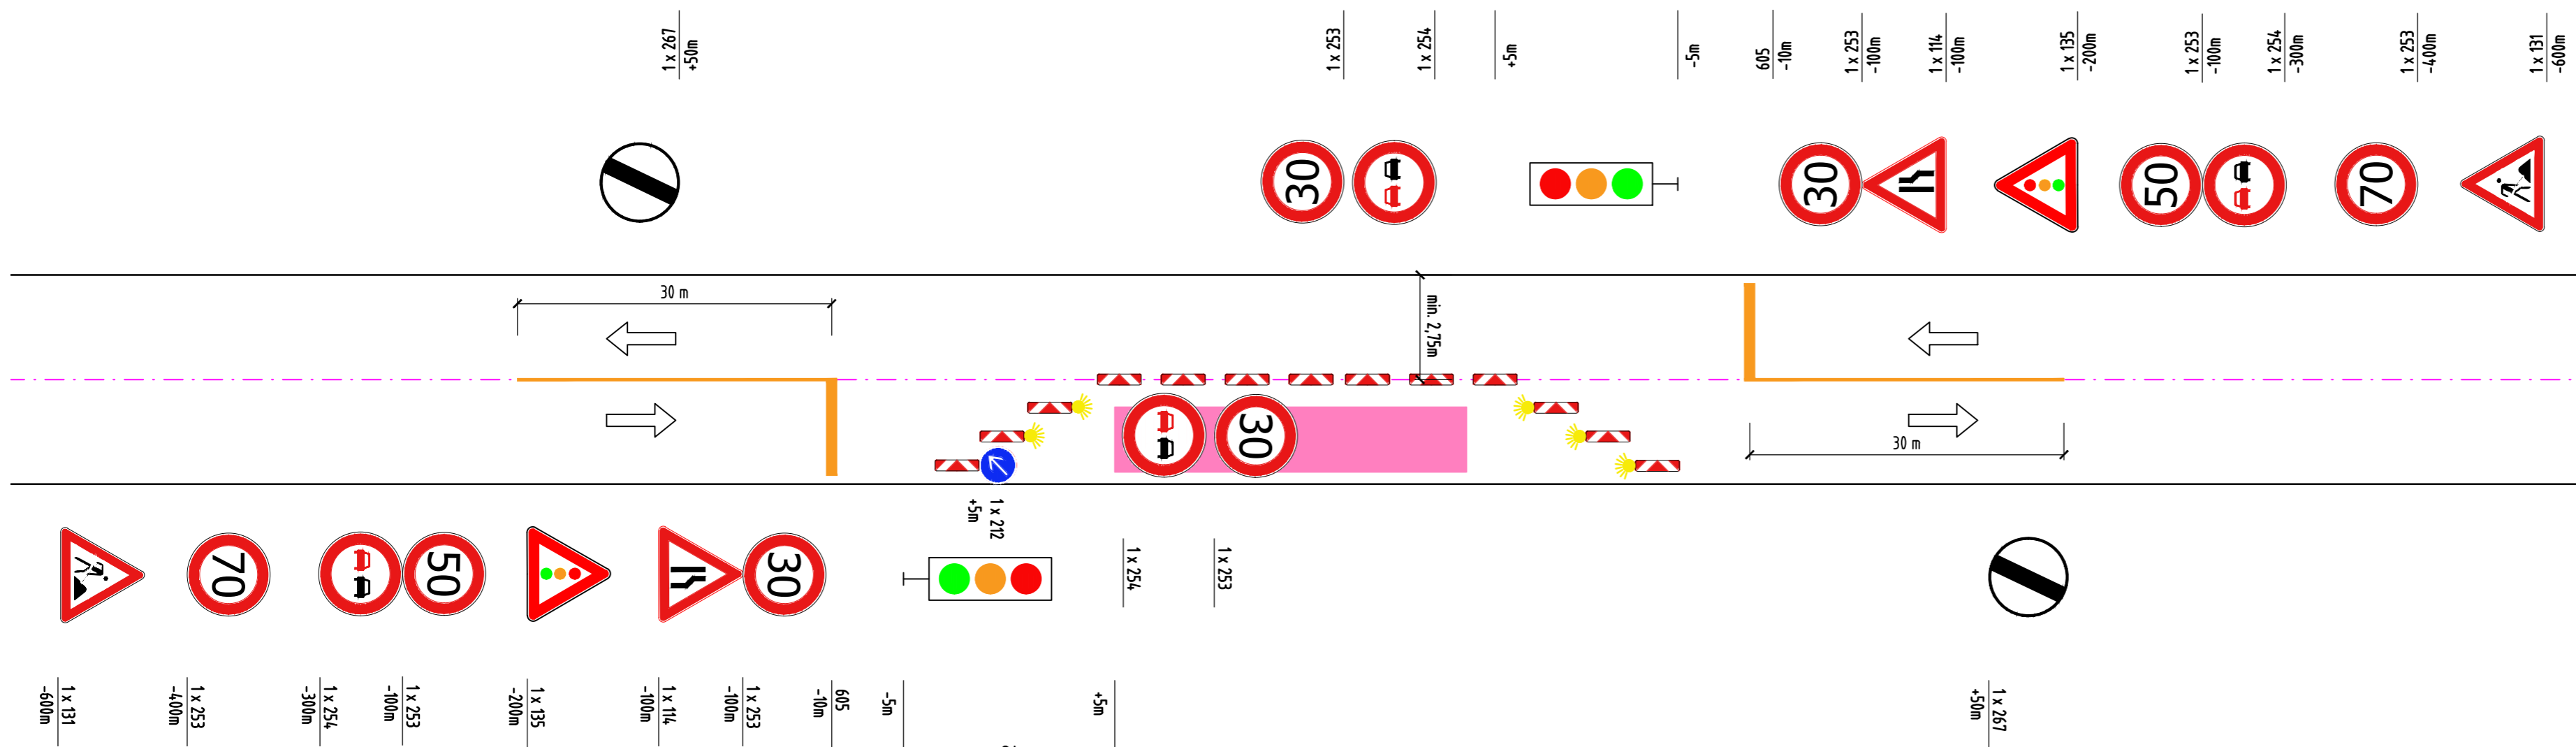 1 x 267
+50m
1 x 253
1 x 254
+5m
-5m
605
-10m
1 x 253
-100m
1 x 114
-100m
1 x 135
-200m
1 x 253
-100m
1 x 254
-300m
1 x 253
-400m
1 x 131
-600m
30
30
50
70
30 m
min. 2,75m
30
30 m
1 x 212
+5m
1 x 254
1 x 253
70
50
30
1 x 131
-600m
1 x 253
-400m
1 x 254
-300m
1 x 253
-100m
1 x 135
-200m
1 x 114
-100m
1 x 253
-100m
605
-10m
-5m
+5m
1 x 267
+50m